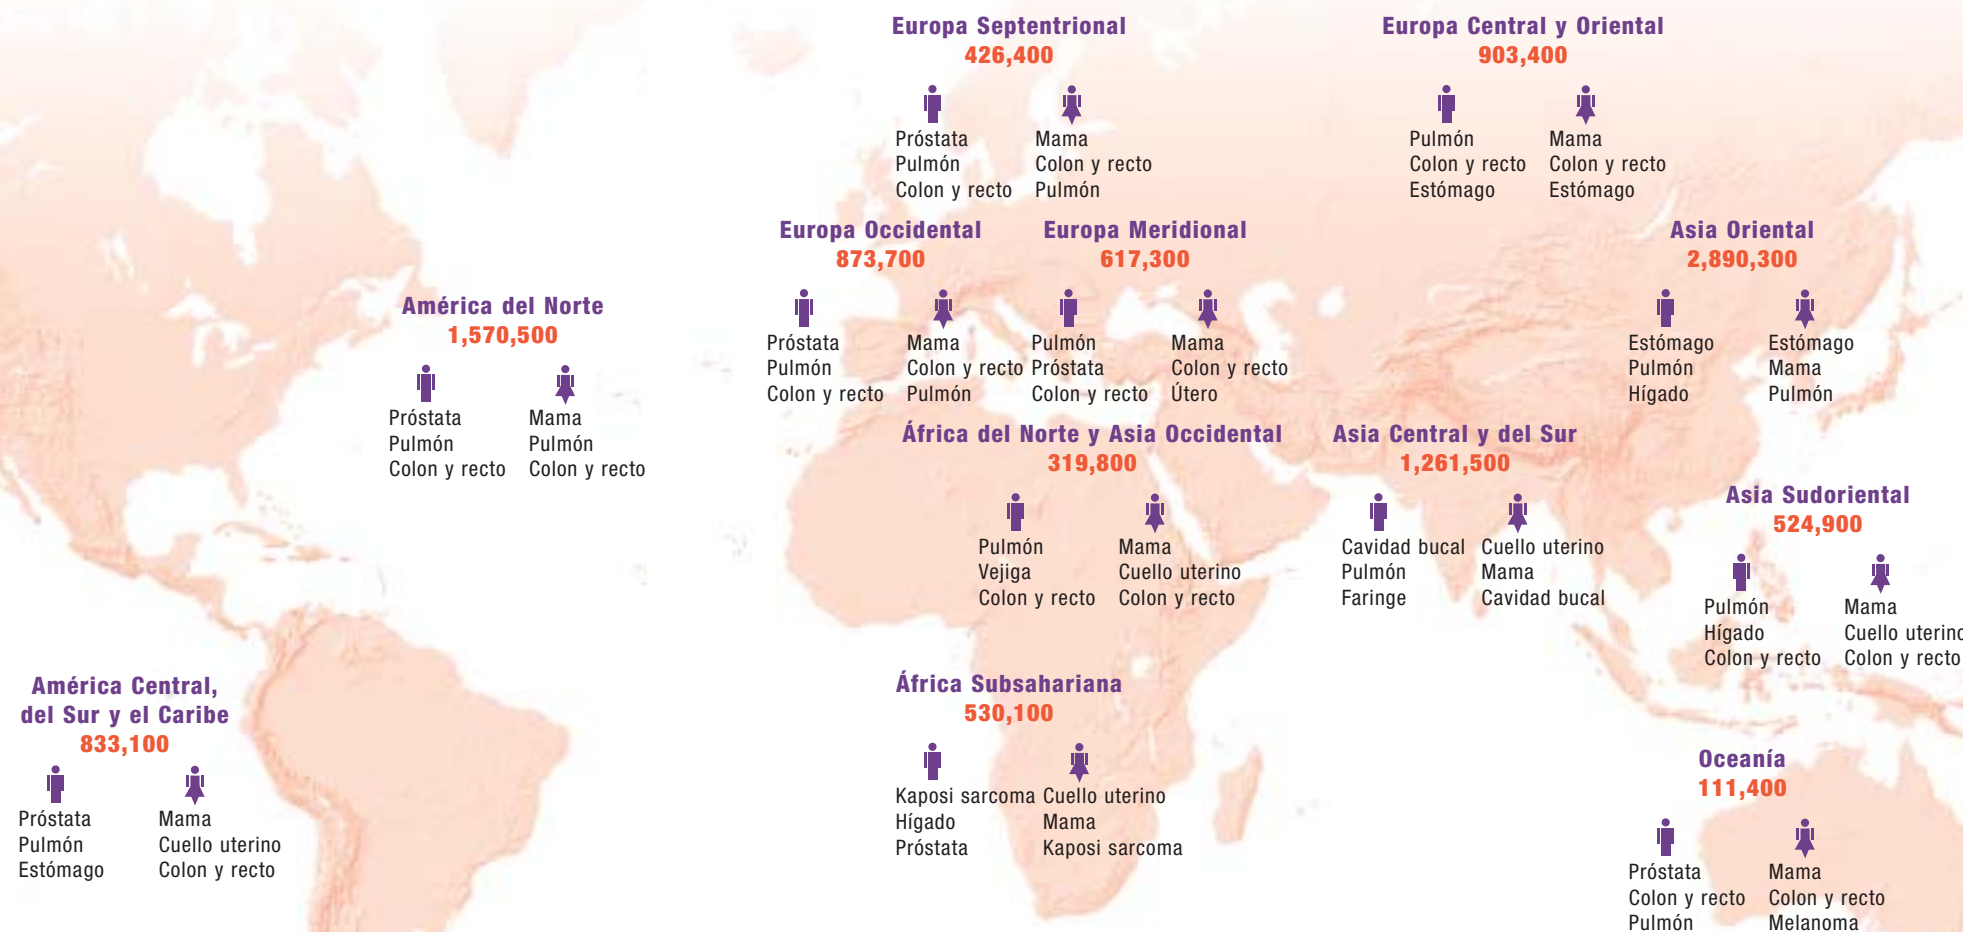 Europa Septentrional
426,400
Próstata
Pulmón
Colon y recto
Mama
Colon y recto
Pulmón
Europa Central y Oriental
903,400
Pulmón
Colon y recto
Estómago
Mama
Colon y recto
Estómago
Europa Occidental
873,700
Próstata
Pulmón
Colon y recto
Mama
Colon y recto
Pulmón
Europa Meridional
617,300
Pulmón
Próstata
Colon y recto
Mama
Colon y recto
Útero
Asia Oriental
2,890,300
Estómago
Pulmón
Hígado
Estómago
Mama
Pulmón
América del Norte
1,570,500
Próstata
Pulmón
Colon y recto
Mama
Pulmón
Colon y recto
África del Norte y Asia Occidental
319,800
Pulmón
Vejiga
Colon y recto
Mama
Cuello uterino
Colon y recto
Asia Central y del Sur
1,261,500
Cavidad bucal
Pulmón
Faringe
Cuello uterino
Mama
Cavidad bucal
Asia Sudoriental
524,900
Pulmón
Hígado
Colon y recto
Mama
Cuello uterino
Colon y recto
América Central,
del Sur y el Caribe
833,100
Próstata
Pulmón
Estómago
Mama
Cuello uterino
Colon y recto
África Subsahariana
530,100
Kaposi sarcoma
Hígado
Próstata
Cuello uterino
Mama
Kaposi sarcoma
Oceanía
111,400
Próstata
Colon y recto
Pulmón
Mama
Colon y recto
Melanoma